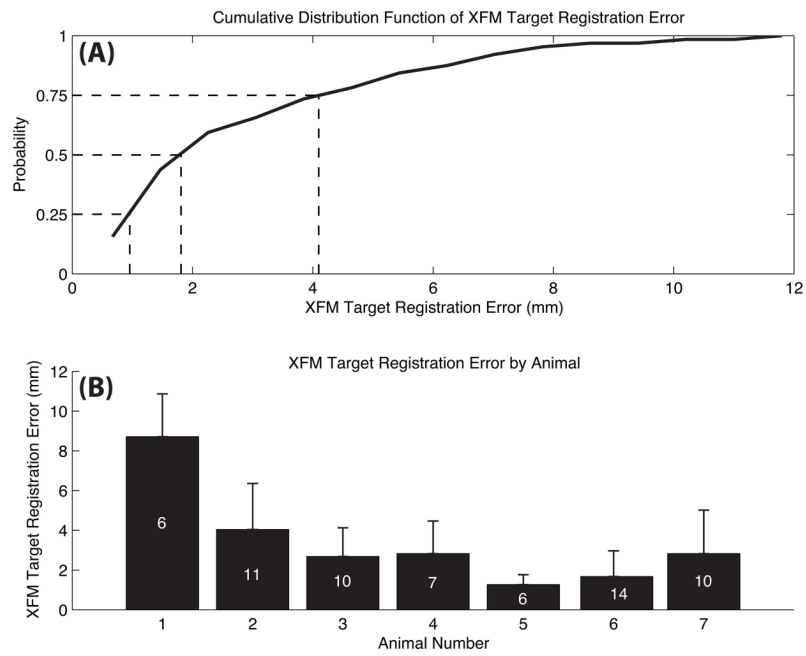 Cumulative Distribution Function of XFM Target Registration Error
(A)
1
0.75
0.5
0.25
0
Probability
0 2 4 6 8 10 12
XFM Target Registration Error (mm)
XFM Target Registration Error by Animal
(B)
12
10
8
6
4
2
0
XFM Target Registration Error (mm)
6 11 10 7 6 14 10
1 2 3 4 5 6 7
Animal Number